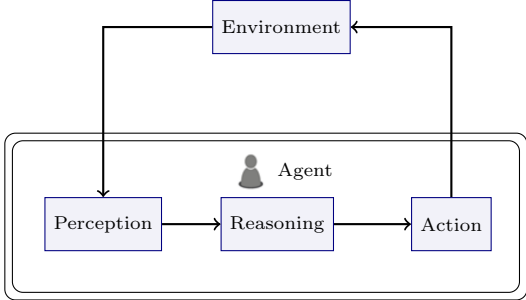 Environment
Agent
Perception
Reasoning
Action